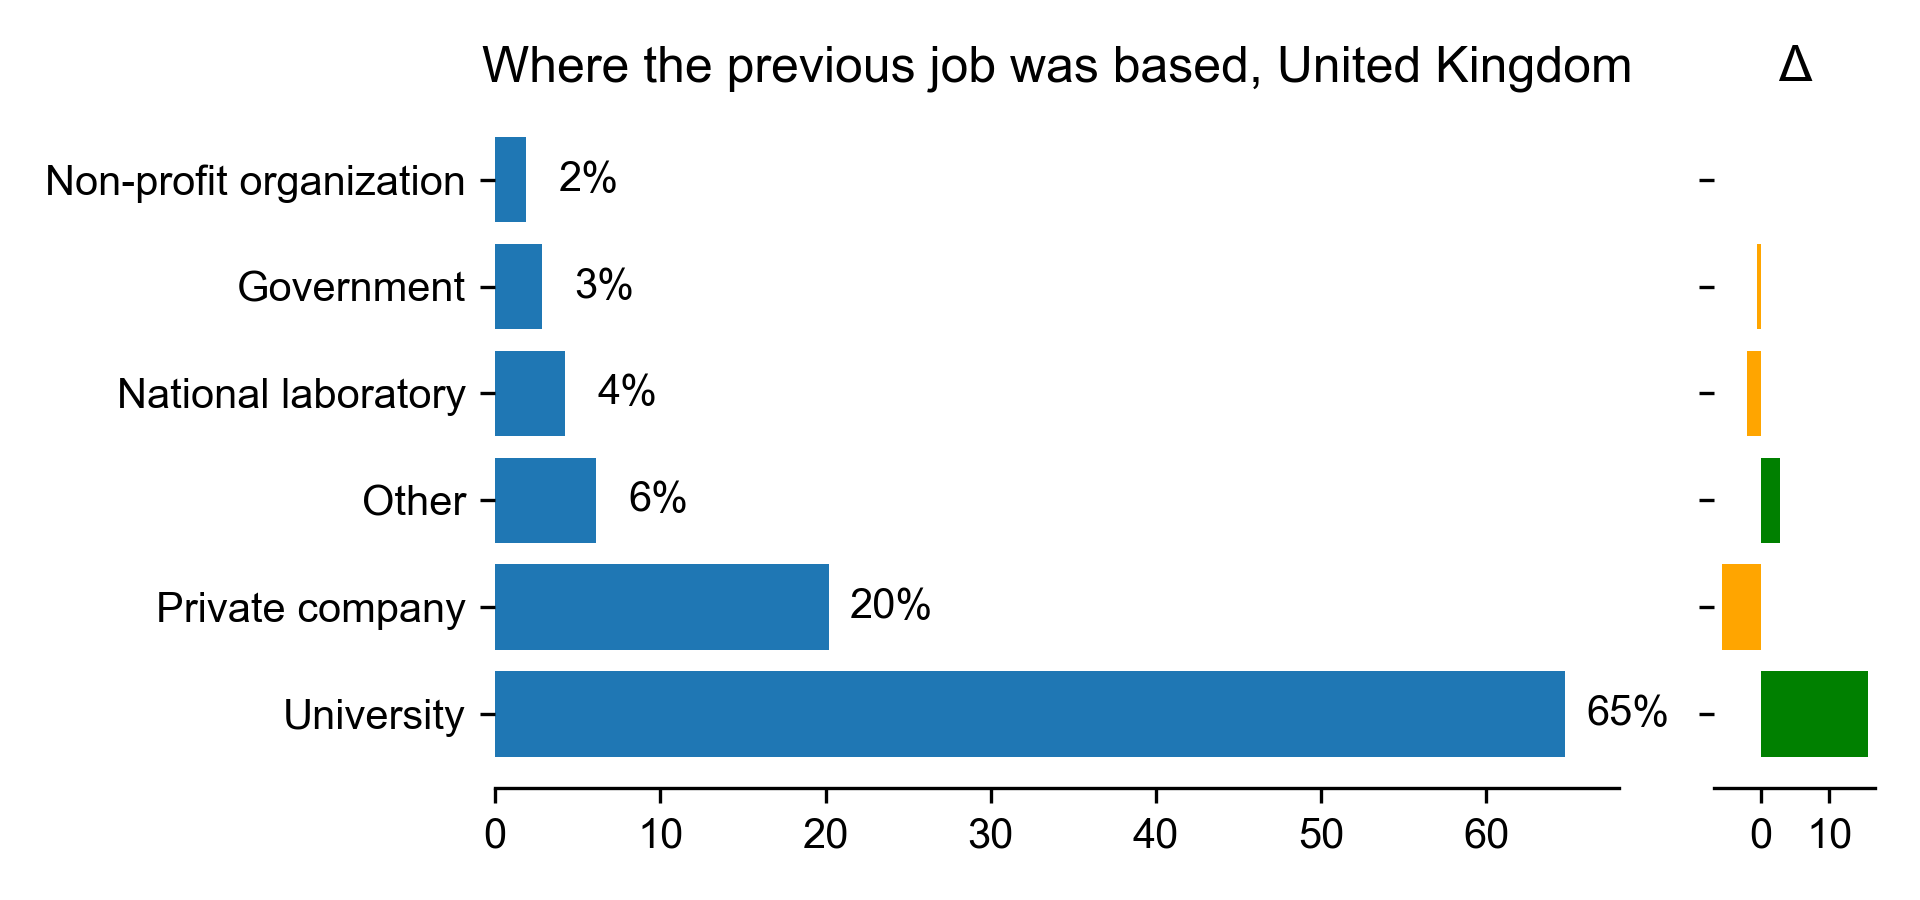 Where the previous job was based, United Kingdom
Δ
Non-profit organization
2%
Government
3%
National laboratory
4%
Other
6%
Private company
20%
University
65%
0 10 20 30 40 50 60
0 10